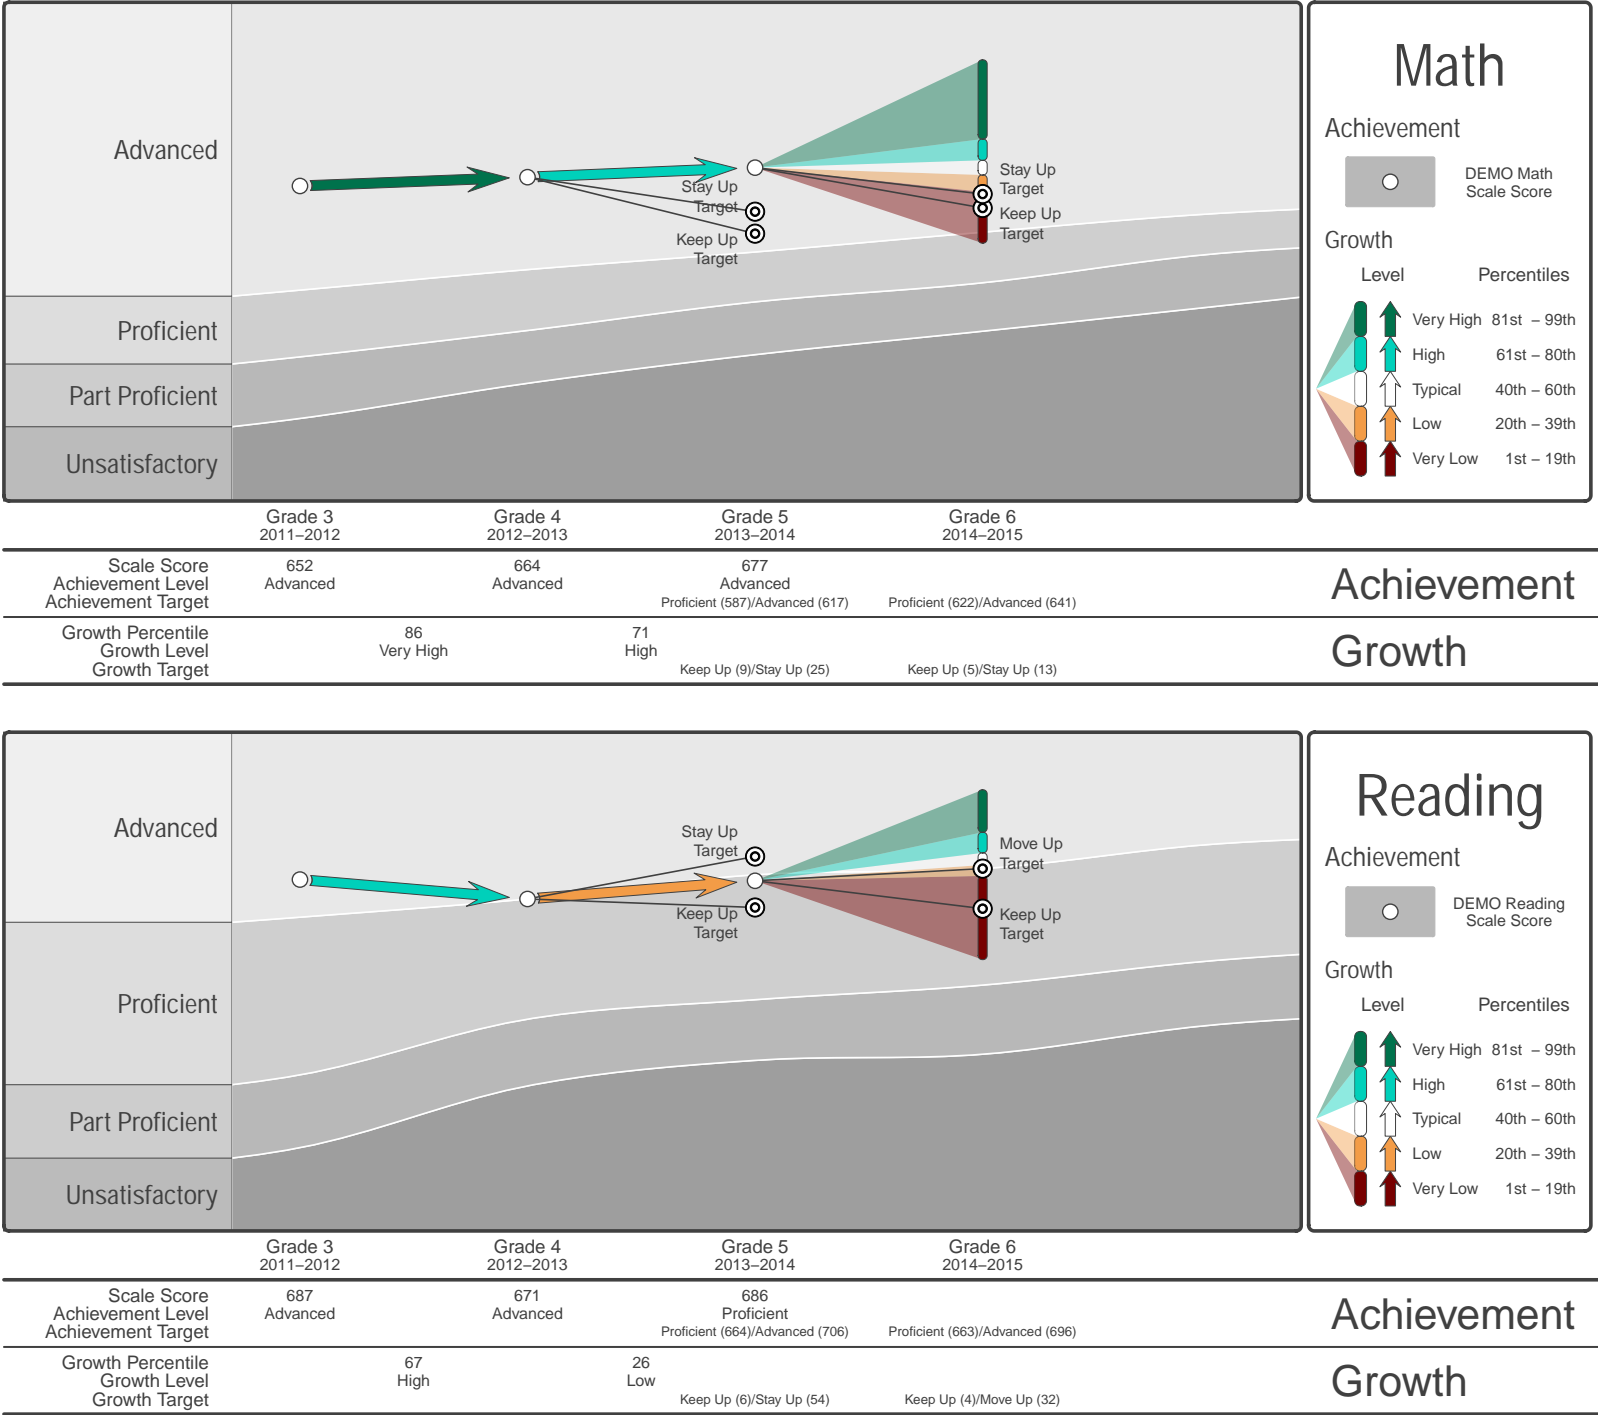 Math
Achievement
DEMO Math
Scale Score
Growth
Level Percentiles
Very High 81st – 99th
High 61st – 80th
Typical 40th – 60th
Low 20th – 39th
Very Low 1st – 19th
Advanced
Proficient
Part Proficient
Unsatisfactory
Stay Up
Target
Keep Up
Target
Stay Up
Target
Keep Up
Target
Grade 3 Grade 4 Grade 5 Grade 6
2011–2012 2012–2013 2013–2014 2014–2015
Scale Score 652 664 677
Achievement Level Advanced Advanced Advanced
Achievement Target Proficient (587)/Advanced (617) Proficient (622)/Advanced (641)
Achievement
Growth Percentile 86 71
Growth Level Very High High
Growth Target Keep Up (9)/Stay Up (25) Keep Up (5)/Stay Up (13)
Growth
Reading
Achievement
DEMO Reading
Scale Score
Growth
Level Percentiles
Very High 81st – 99th
High 61st – 80th
Typical 40th – 60th
Low 20th – 39th
Very Low 1st – 19th
Advanced
Proficient
Part Proficient
Unsatisfactory
Stay Up
Target
Keep Up
Target
Move Up
Target
Keep Up
Target
Grade 3 Grade 4 Grade 5 Grade 6
2011–2012 2012–2013 2013–2014 2014–2015
Scale Score 687 671 686
Achievement Level Advanced Advanced Proficient
Achievement Target Proficient (664)/Advanced (706) Proficient (663)/Advanced (696)
Achievement
Growth Percentile 67 26
Growth Level High Low
Growth Target Keep Up (6)/Stay Up (54) Keep Up (4)/Move Up (32)
Growth